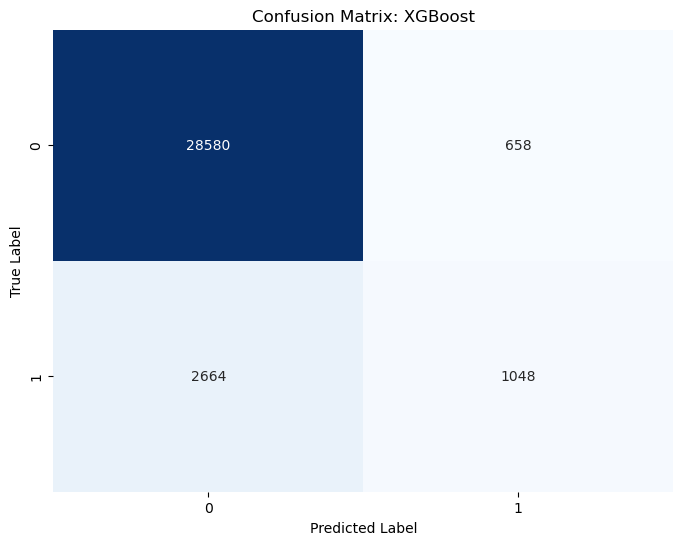 Confusion Matrix: XGBoost
True Label
0
28580
658
1
2664
1048
0
1
Predicted Label